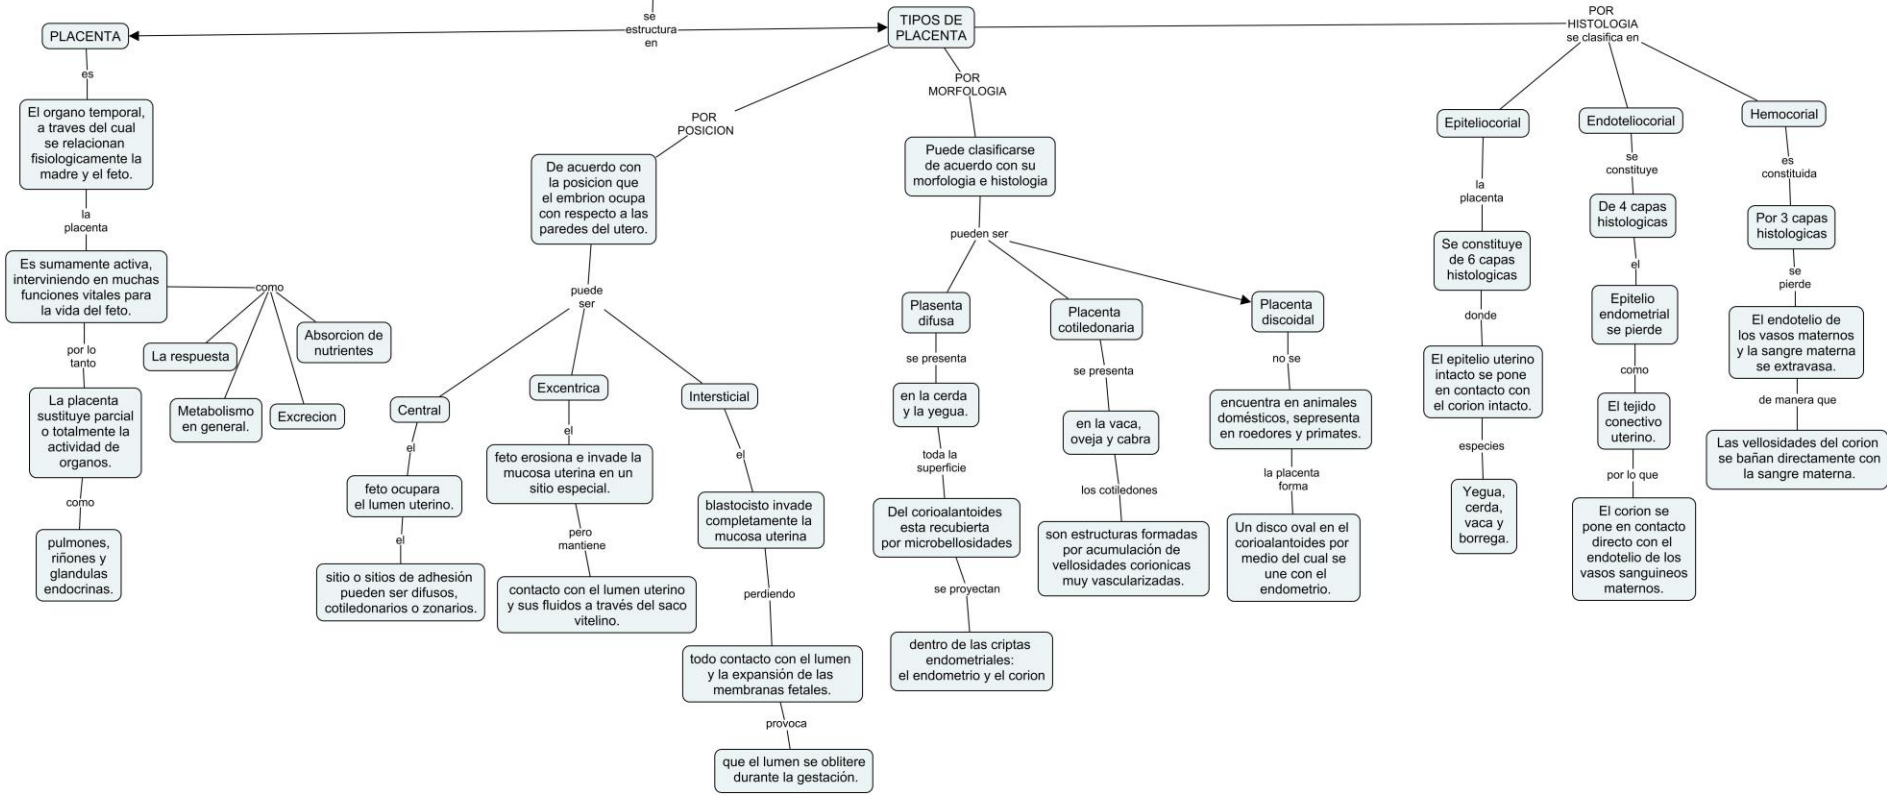 se
estructura
en
PLACENTA
es
El organo temporal,
a traves del cual
se relacionan
fisiologicamente la
madre y el feto.
la
placenta
Es sumamente activa,
interviniendo en muchas
funciones vitales para
la vida del feto.
como
La respuesta
Metabolismo
en general.
Excrecion
Absorcion de
nutrientes
por lo
tanto
La placenta
sustituye parcial
o totalmente la
actividad de
organos.
como
pulmones,
riñones y
glandulas
endocrinas.
TIPOS DE
PLACENTA
POR
POSICION
De acuerdo con
la posicion que
el embrion ocupa
con respecto a las
paredes del utero.
puede
ser
Central
el
feto ocupara
el lumen uterino.
el
sitio o sitios de adhesión
pueden ser difusos,
cotiledonarios o zonarios.
Excentrica
el
feto erosiona e invade la
mucosa uterina en un
sitio especial.
pero
mantiene
contacto con el lumen uterino
y sus fluidos a través del saco
vitelino.
Intersticial
el
blastocisto invade
completamente la
mucosa uterina
perdiendo
todo contacto con el lumen
y la expansión de las
membranas fetales.
provoca
que el lumen se oblitere
durante la gestación.
POR
MORFOLOGIA
Puede clasificarse
de acuerdo con su
morfologia e histologia
pueden ser
Plasenta
difusa
se presenta
en la cerda
y la yegua.
toda la
superficie
Del corioalantoides
esta recubierta
por microbellosidades
se proyectan
dentro de las criptas
endometriales:
el endometrio y el corion
Placenta
cotiledonaria
se presenta
en la vaca,
oveja y cabra
los cotiledones
son estructuras formadas
por acumulación de
vellosidades corionicas
muy vascularizadas.
Placenta
discoidal
no se
encuentra en animales
domésticos, sepresenta
en roedores y primates.
la placenta
forma
Un disco oval en el
corioalantoides por
medio del cual se
une con el
endometrio.
POR
HISTOLOGIA
se clasifica en
Epiteliocorial
la
placenta
Se constituye
de 6 capas
histologicas
donde
El epitelio uterino
intacto se pone
en contacto con
el corion intacto.
especies
Yegua,
cerda,
vaca y
borrega.
Endoteliocorial
se
constituye
De 4 capas
histologicas
el
Epitelio
endometrial
se pierde
como
El tejido
conectivo
uterino.
por lo que
El corion se
pone en contacto
directo con el
endotelio de los
vasos sanguineos
maternos.
Hemocorial
es
constituida
Por 3 capas
histologicas
se
pierde
El endotelio de
los vasos maternos
y la sangre materna
se extravasa.
de manera que
Las vellosidades del corion
se bañan directamente con
la sangre materna.